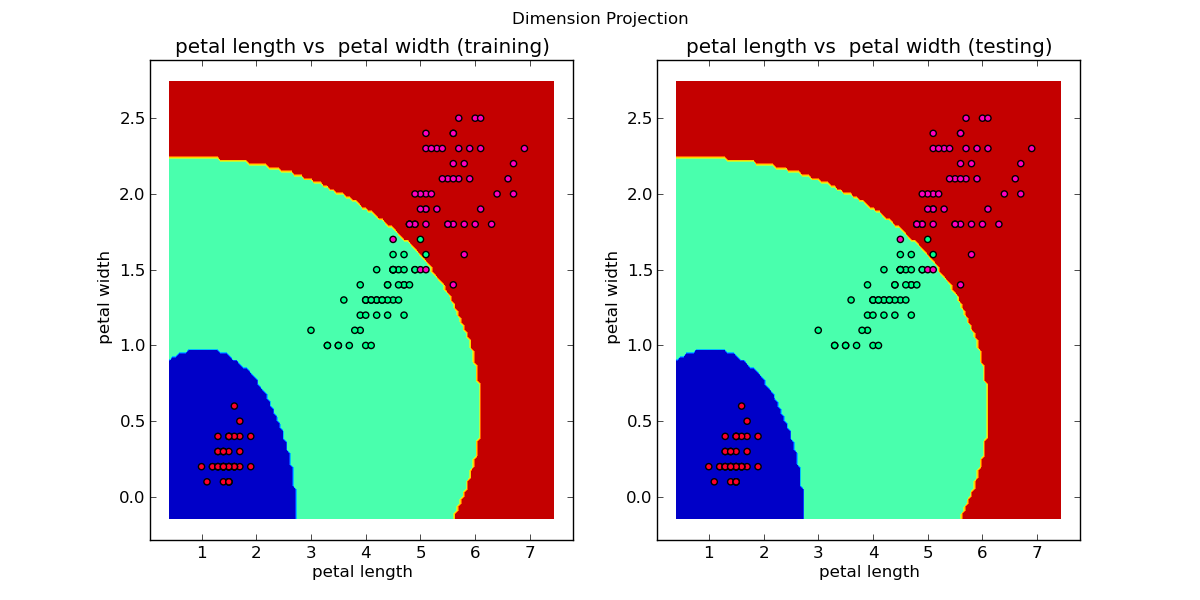 Dimension Projection
petal length vs  petal width (training)
petal length vs  petal width (testing)
2.5
2.0
1.5
1.0
0.5
0.0
petal width
1 2 3 4 5 6 7
petal length
2.5
2.0
1.5
1.0
0.5
0.0
petal width
1 2 3 4 5 6 7
petal length